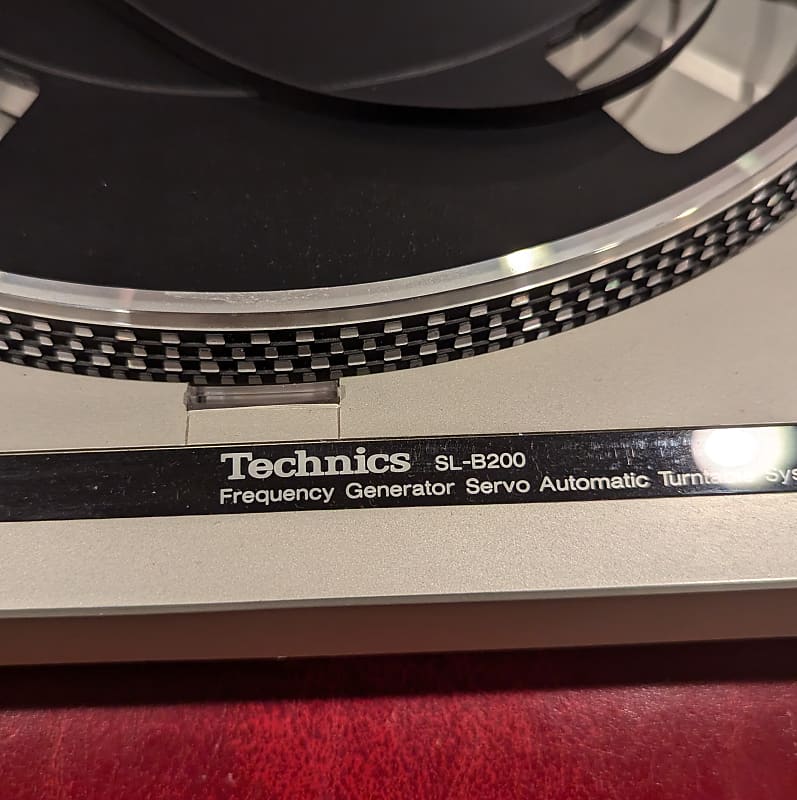 Technics SL-B200
Frequency Generator Servo Automatic